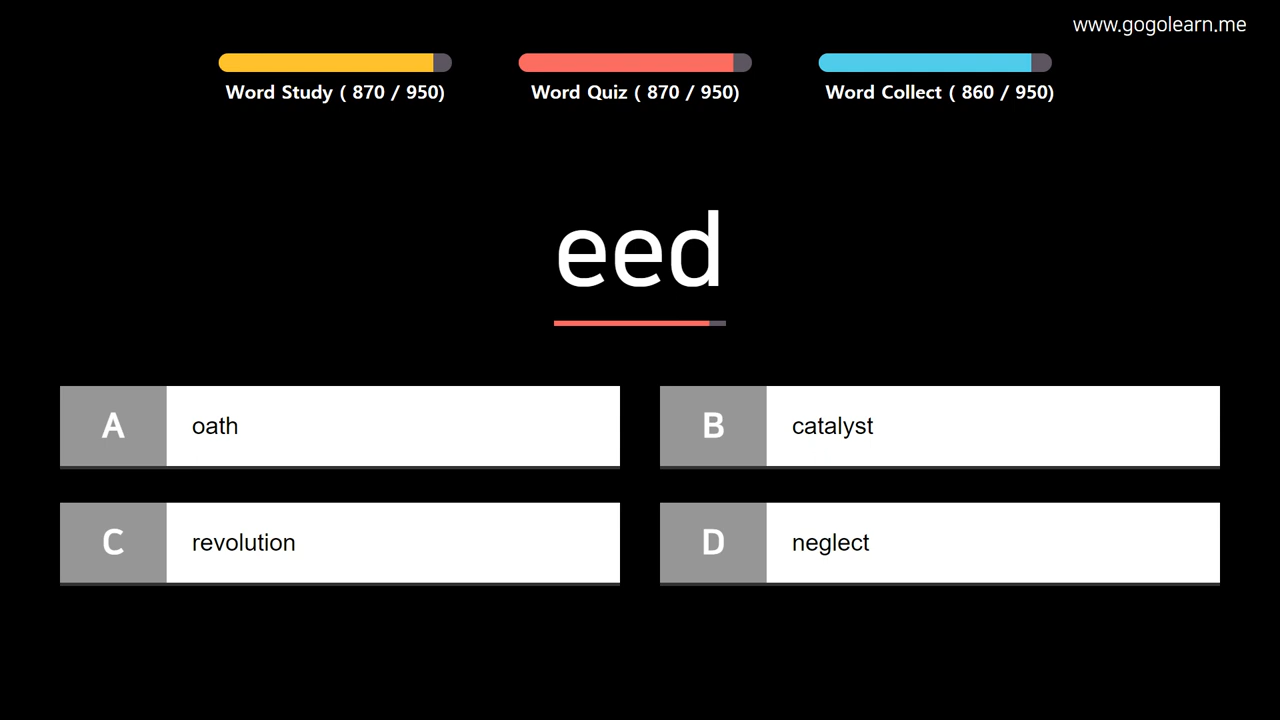 www.gogolearn.me
Word Study ( 870 / 950)
Word Quiz ( 870 / 950)
Word Collect ( 860 / 950)
eed
A oath
B catalyst
C revolution
D neglect